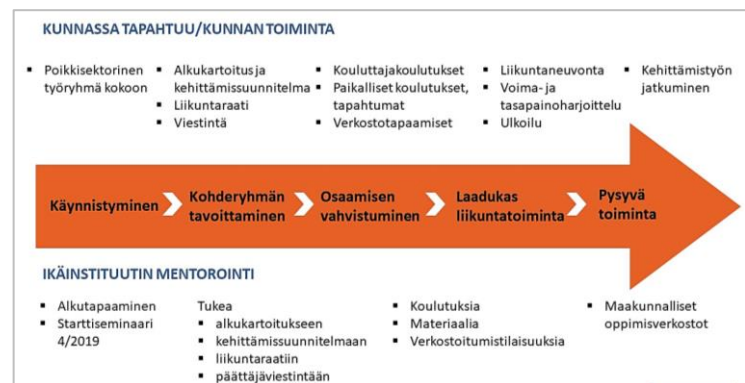 KUNNASSA TAPAHTUU/KUNNAN TOIMINTA
▪ Poikkisektorinen
työryhmä kokoon
▪ Alkukartoitus ja
kehittämissuunnitelma
▪ Liikuntaraati
▪ Viestintä
▪ Kouluttajakoulutukset
▪ Paikalliset koulutukset,
tapahtumat
▪ Verkostotapaamiset
▪ Liikuntaneuvonta
▪ Voima- ja
tasapainoharjoittelu
▪ Ulkoilu
▪ Kehittämistyön
jatkuminen
Käynnistyminen
Kohderyhmän
tavoittaminen
Osaamisen
vahvistuminen
Laadukas
liikuntatoiminta
Pysyvä
toiminta
IKÄINSTITUUTIN MENTOROINTI
▪ Alkutapaaminen
▪ Starttiseminaari
4/2019
Tukea
▪ alkukartoitukseen
▪ kehittämissuunnitelmaan
▪ liikuntaraatiin
▪ päättäjäviestintään
▪ Koulutuksia
▪ Materiaalia
▪ Verkostoitumistilaisuuksia
▪ Maakunnalliset
oppimisverkostot